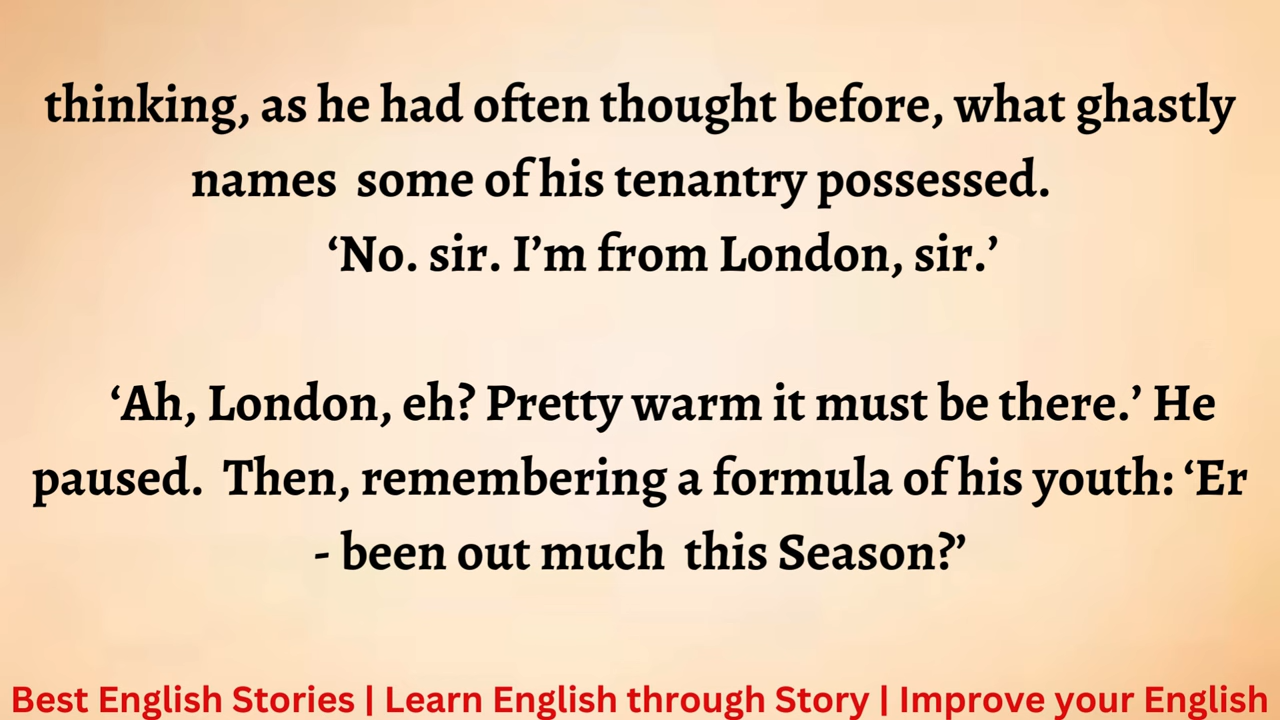 thinking, as he had often thought before, what ghastly
names  some of his tenantry possessed.
‘No. sir. I’m from London, sir.’
‘Ah, London, eh? Pretty warm it must be there.’ He
paused.  Then, remembering a formula of his youth: ‘Er
- been out much  this Season?’
Best English Stories | Learn English through Story | Improve your English